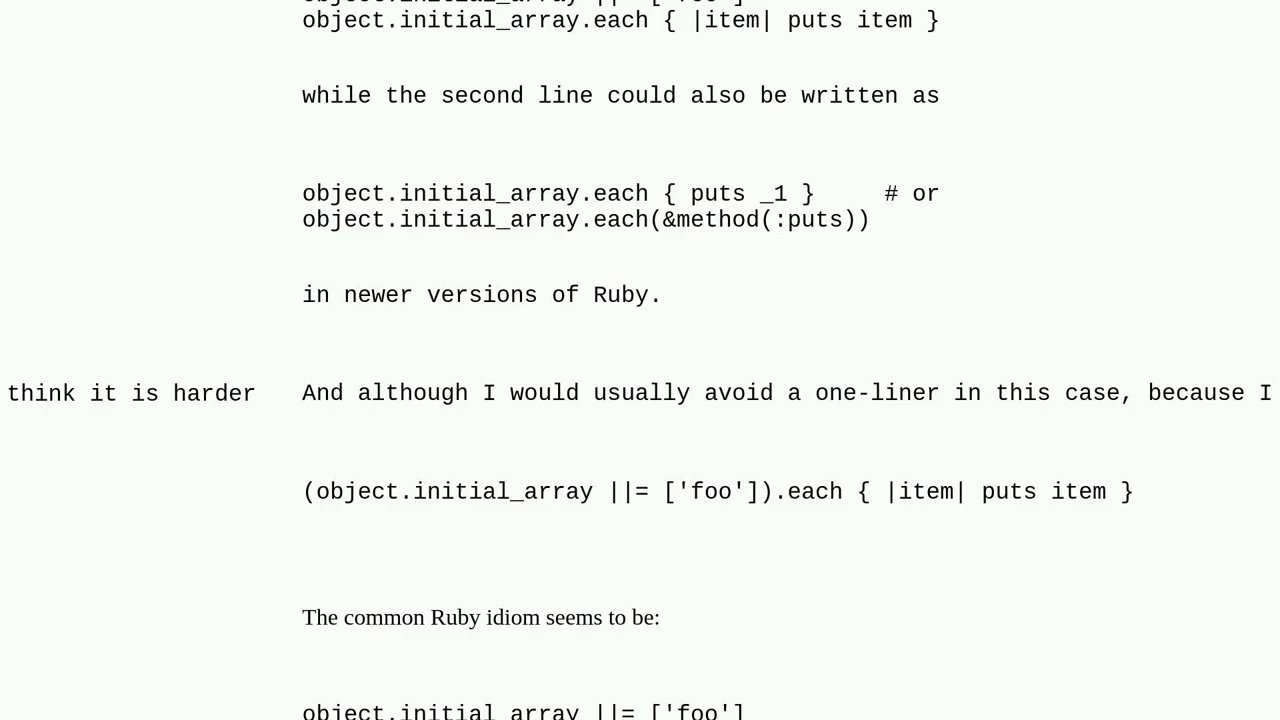 object.initial_array ||= ['foo']
object.initial_array.each { |item| puts item }
while the second line could also be written as
object.initial_array.each { puts _1 }     # or
object.initial_array.each(&method(:puts))
in newer versions of Ruby.
think it is harder
And although I would usually avoid a one-liner in this case, because I
(object.initial_array ||= ['foo']).each { |item| puts item }
The common Ruby idiom seems to be:
object.initial_array ||= ['foo']